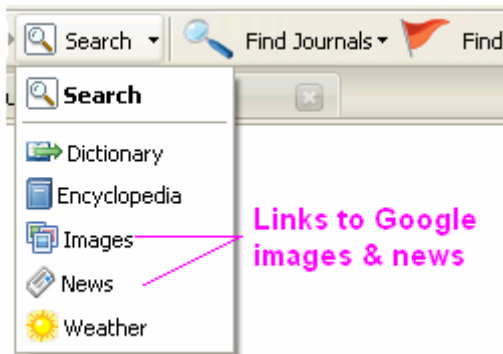 Search Find Journals Find
Search
Dictionary
Encyclopedia
Images
News
Weather
Links to Google
images & news